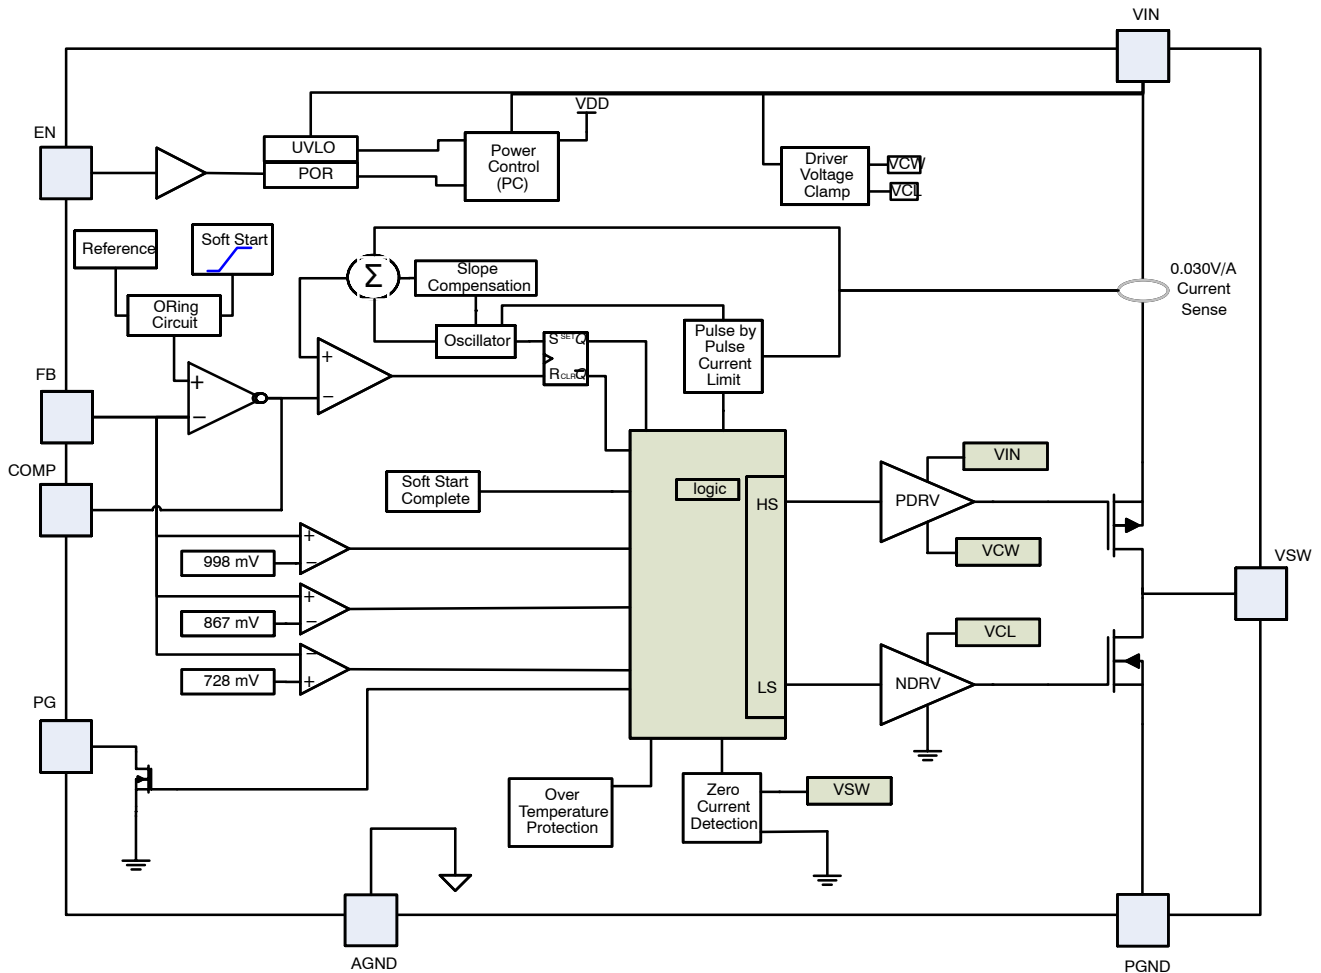 VIN
EN
UVLO
POR
Power
Control
(PC)
VDD
Driver
Voltage
Clamp
VCW
VCL
Reference
Soft Start
ORing
Circuit
Σ
Slope
Compensation
Oscillator
S SET Q
R CLR Q
Pulse by
Pulse
Current
Limit
0.030V/A
Current
Sense
FB
+
−
+
−
COMP
Soft Start
Complete
logic
HS
LS
PDRV
VIN
VCW
VSW
998 mV
+
−
867 mV
+
−
728 mV
−
+
VCL
NDRV
PG
Over
Temperature
Protection
Zero
Current
Detection
VSW
AGND
PGND